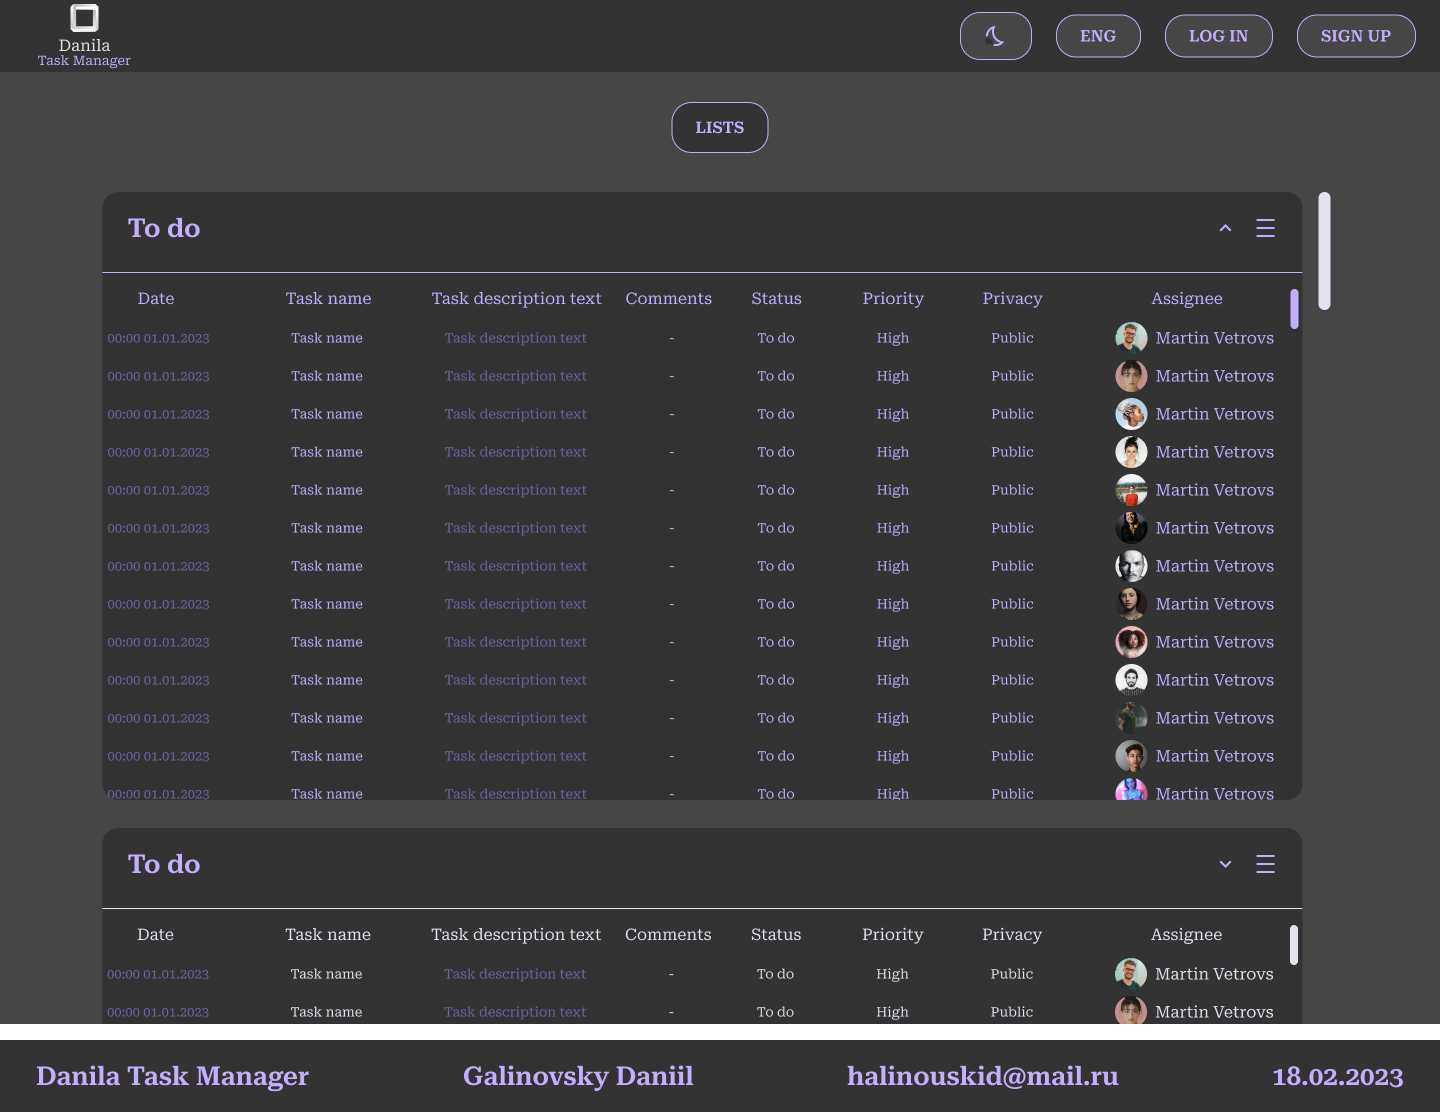 Danila
Task Manager
ENG
LOG IN
SIGN UP
LISTS
To do
Date Task name Task description text Comments Status Priority Privacy Assignee
00:00 01.01.2023 Task name Task description text - To do High Public Martin Vetrovs
00:00 01.01.2023 Task name Task description text - To do High Public Martin Vetrovs
00:00 01.01.2023 Task name Task description text - To do High Public Martin Vetrovs
00:00 01.01.2023 Task name Task description text - To do High Public Martin Vetrovs
00:00 01.01.2023 Task name Task description text - To do High Public Martin Vetrovs
00:00 01.01.2023 Task name Task description text - To do High Public Martin Vetrovs
00:00 01.01.2023 Task name Task description text - To do High Public Martin Vetrovs
00:00 01.01.2023 Task name Task description text - To do High Public Martin Vetrovs
00:00 01.01.2023 Task name Task description text - To do High Public Martin Vetrovs
00:00 01.01.2023 Task name Task description text - To do High Public Martin Vetrovs
00:00 01.01.2023 Task name Task description text - To do High Public Martin Vetrovs
00:00 01.01.2023 Task name Task description text - To do High Public Martin Vetrovs
00:00 01.01.2023 Task name Task description text - To do High Public Martin Vetrovs
To do
Date Task name Task description text Comments Status Priority Privacy Assignee
00:00 01.01.2023 Task name Task description text - To do High Public Martin Vetrovs
00:00 01.01.2023 Task name Task description text - To do High Public Martin Vetrovs
Danila Task Manager Galinovsky Daniil halinouskid@mail.ru 18.02.2023